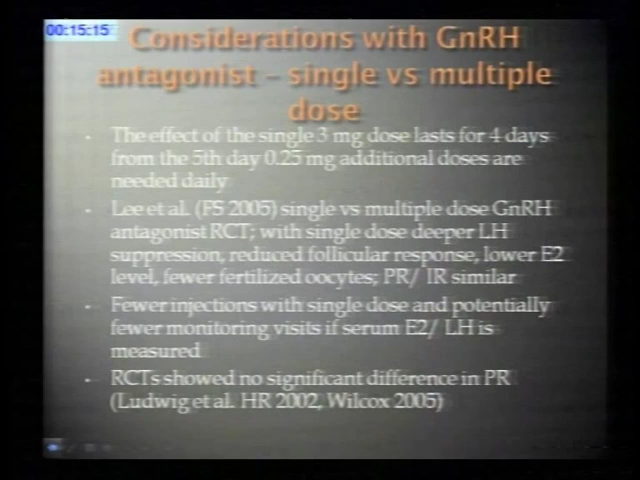 00:15:15
Considerations with GnRH
antagonist – single vs multiple
dose
• The effect of the single 3 mg dose lasts for 4 days
from the 5th day 0.25 mg additional doses are
needed daily
• Lee et al. (FS 2005) single vs multiple dose GnRH
antagonist RCT; with single dose deeper LH
suppression, reduced follicular response, lower E2
level, fewer fertilized oocytes; PR/ IR similar
• Fewer injections with single dose and potentially
fewer monitoring visits if serum E2/ LH is
measured
• RCTs showed no significant difference in PR
(Ludwig et al. HR 2002, Wilcox 2005)